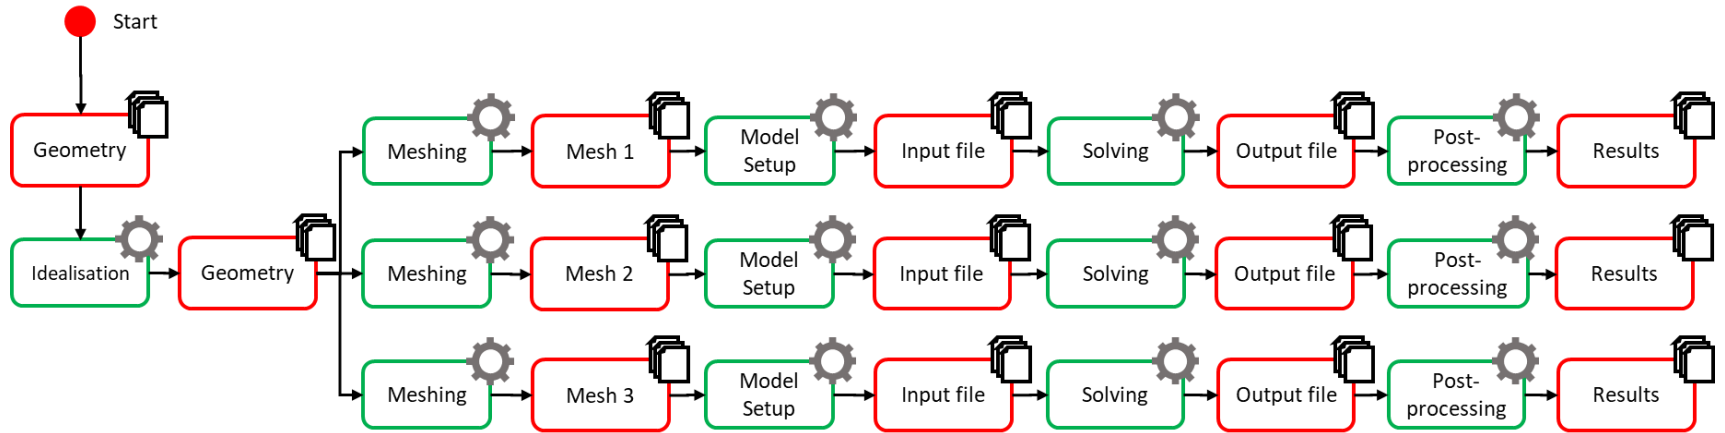 Start
Geometry
Idealisation
Geometry
Meshing
Mesh 1
Model
Setup
Input file
Solving
Output file
Post-
processing
Results
Meshing
Mesh 2
Model
Setup
Input file
Solving
Output file
Post-
processing
Results
Meshing
Mesh 3
Model
Setup
Input file
Solving
Output file
Post-
processing
Results